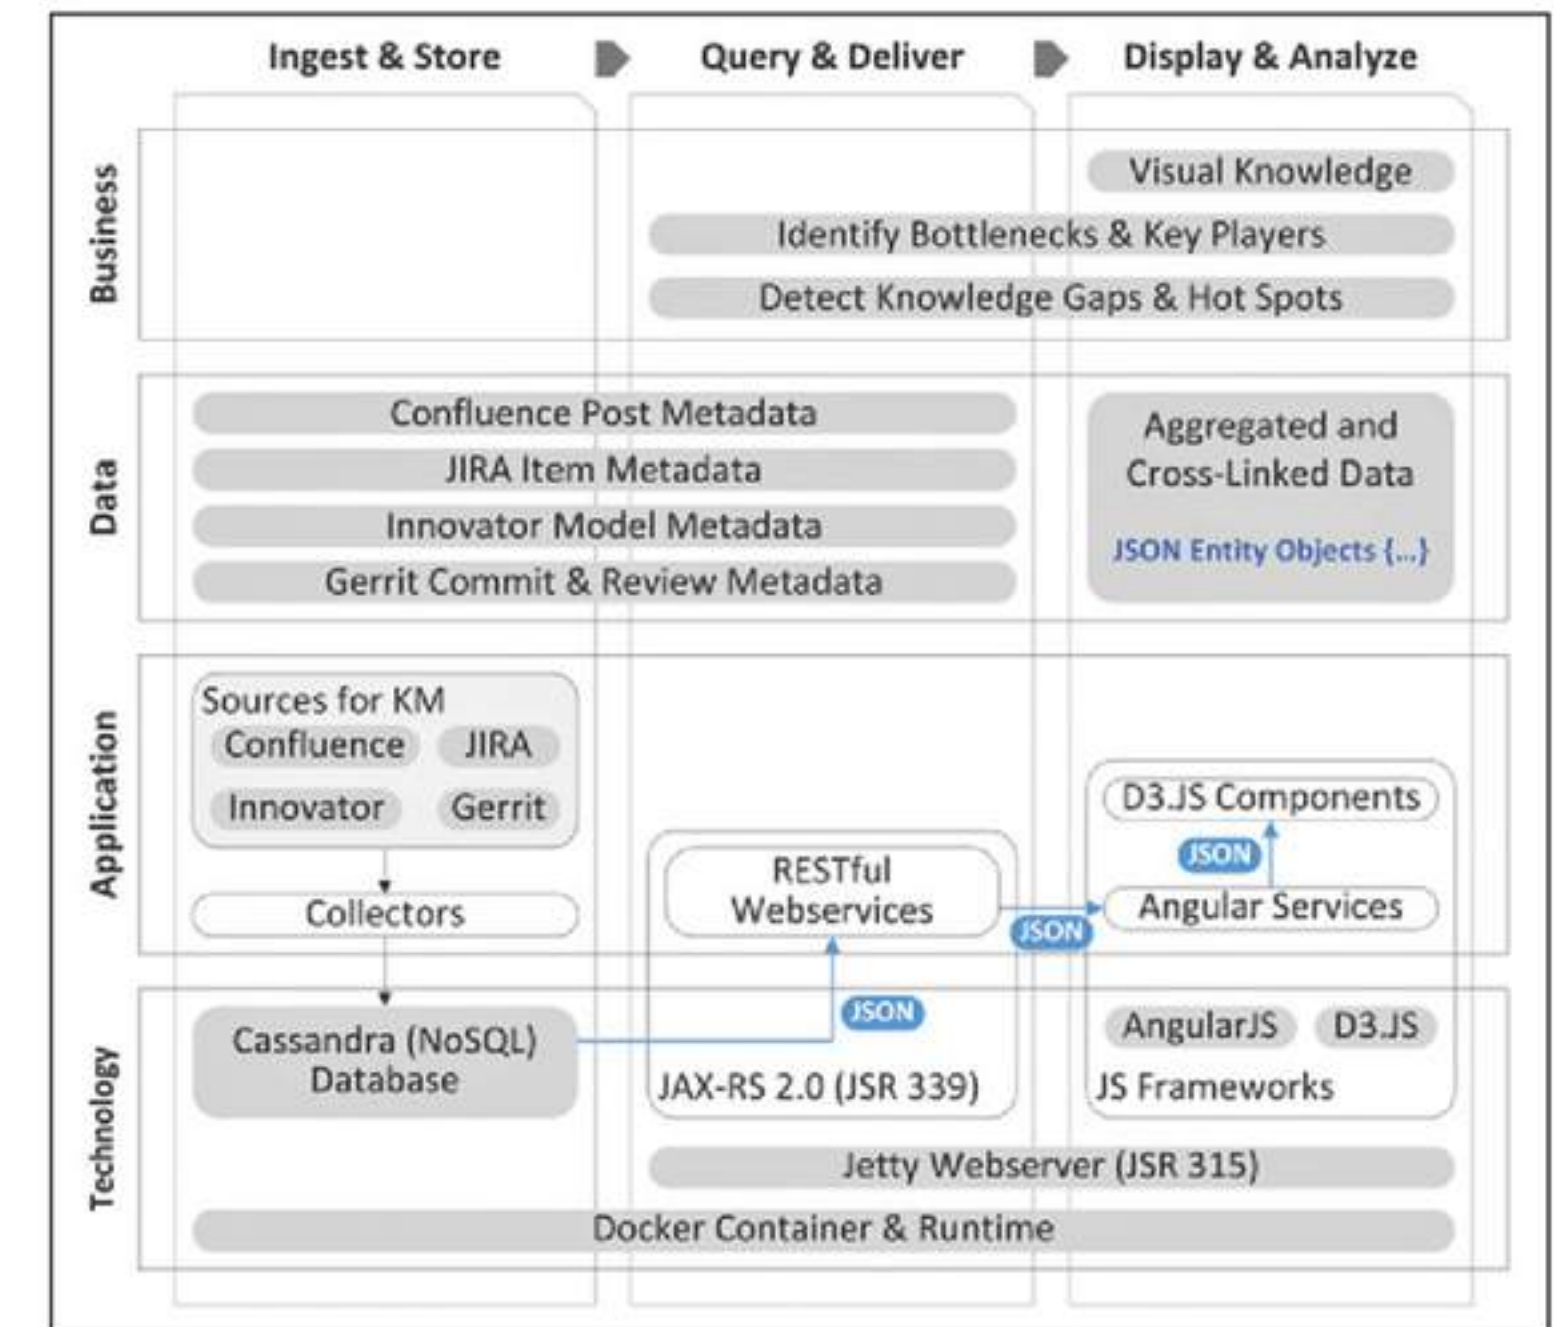 Ingest & Store
Query & Deliver
Display & Analyze
Business
Visual Knowledge
Identify Bottlenecks & Key Players
Detect Knowledge Gaps & Hot Spots
Data
Confluence Post Metadata
JIRA Item Metadata
Innovator Model Metadata
Gerrit Commit & Review Metadata
Aggregated and
Cross-Linked Data
JSON Entity Objects {...}
Application
Sources for KM
Confluence
JIRA
Innovator
Gerrit
Collectors
RESTful
Webservices
JSON
D3.JS Components
JSON
Angular Services
Technology
Cassandra (NoSQL)
Database
JSON
JAX-RS 2.0 (JSR 339)
AngularJS
D3.JS
JS Frameworks
Jetty Webserver (JSR 315)
Docker Container & Runtime